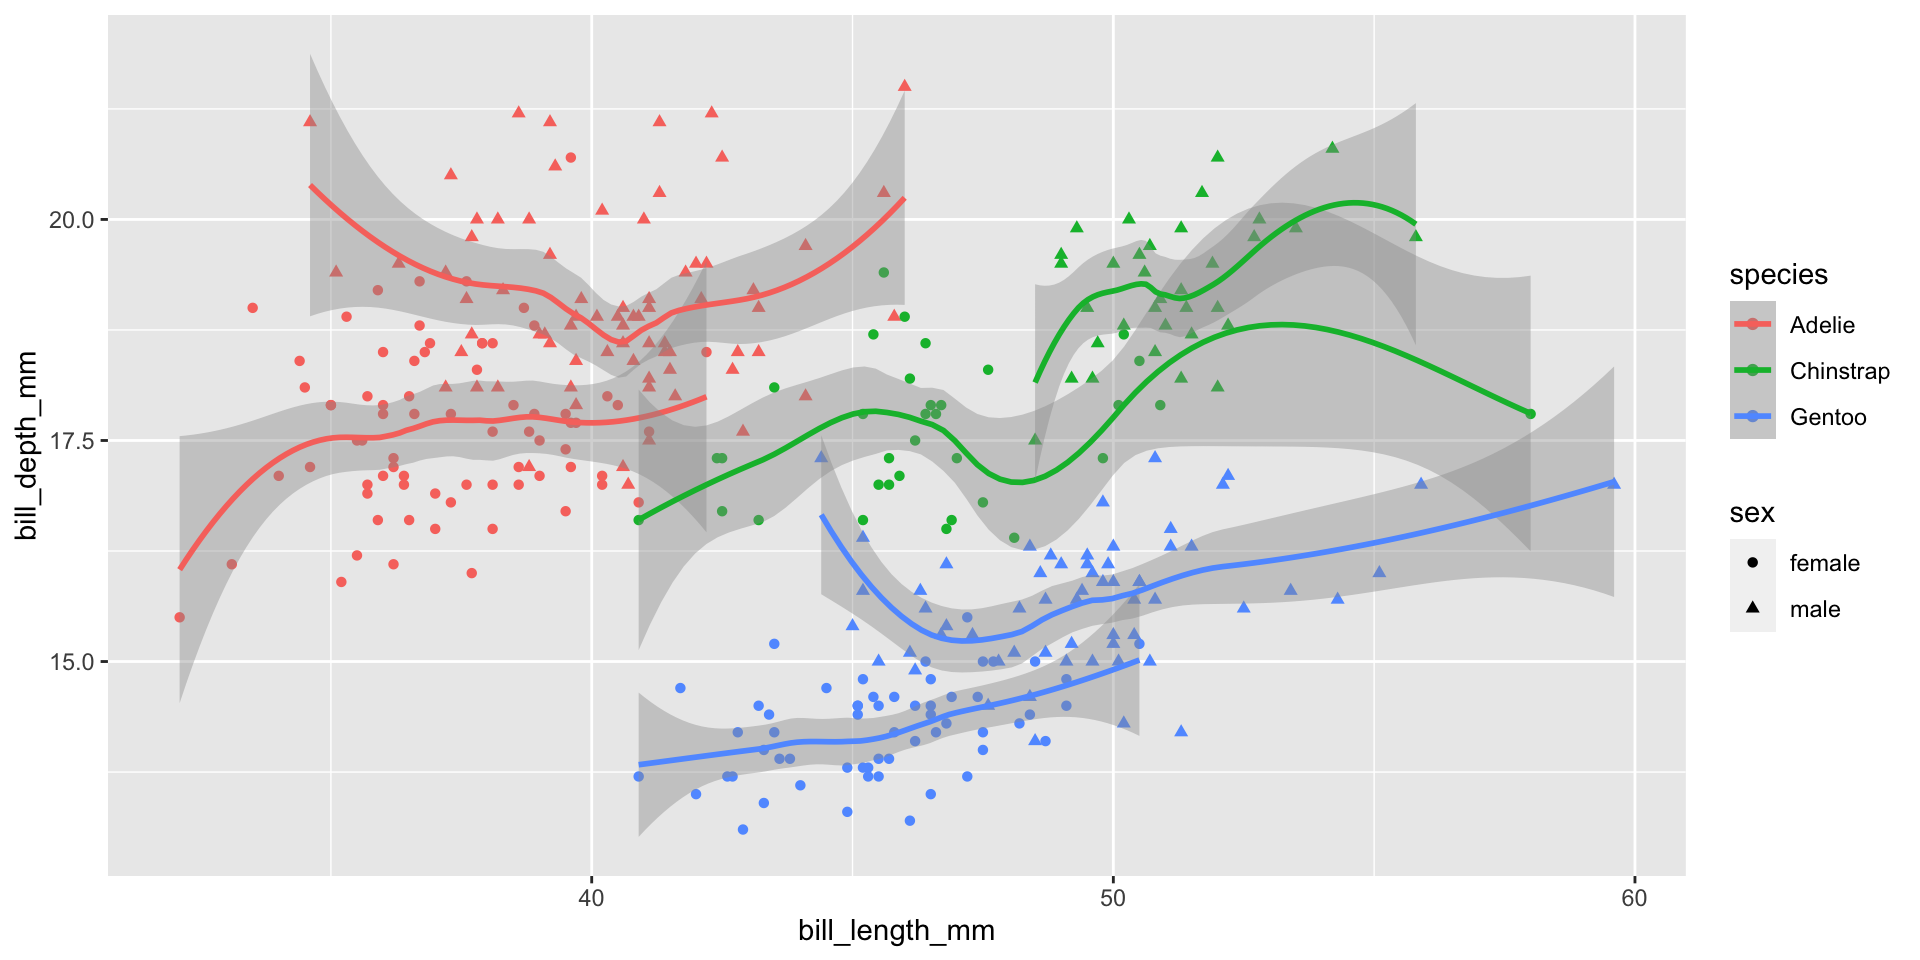 20.0
17.5
15.0
bill_depth_mm
40
50
60
bill_length_mm
species
Adelie
Chinstrap
Gentoo
sex
female
male